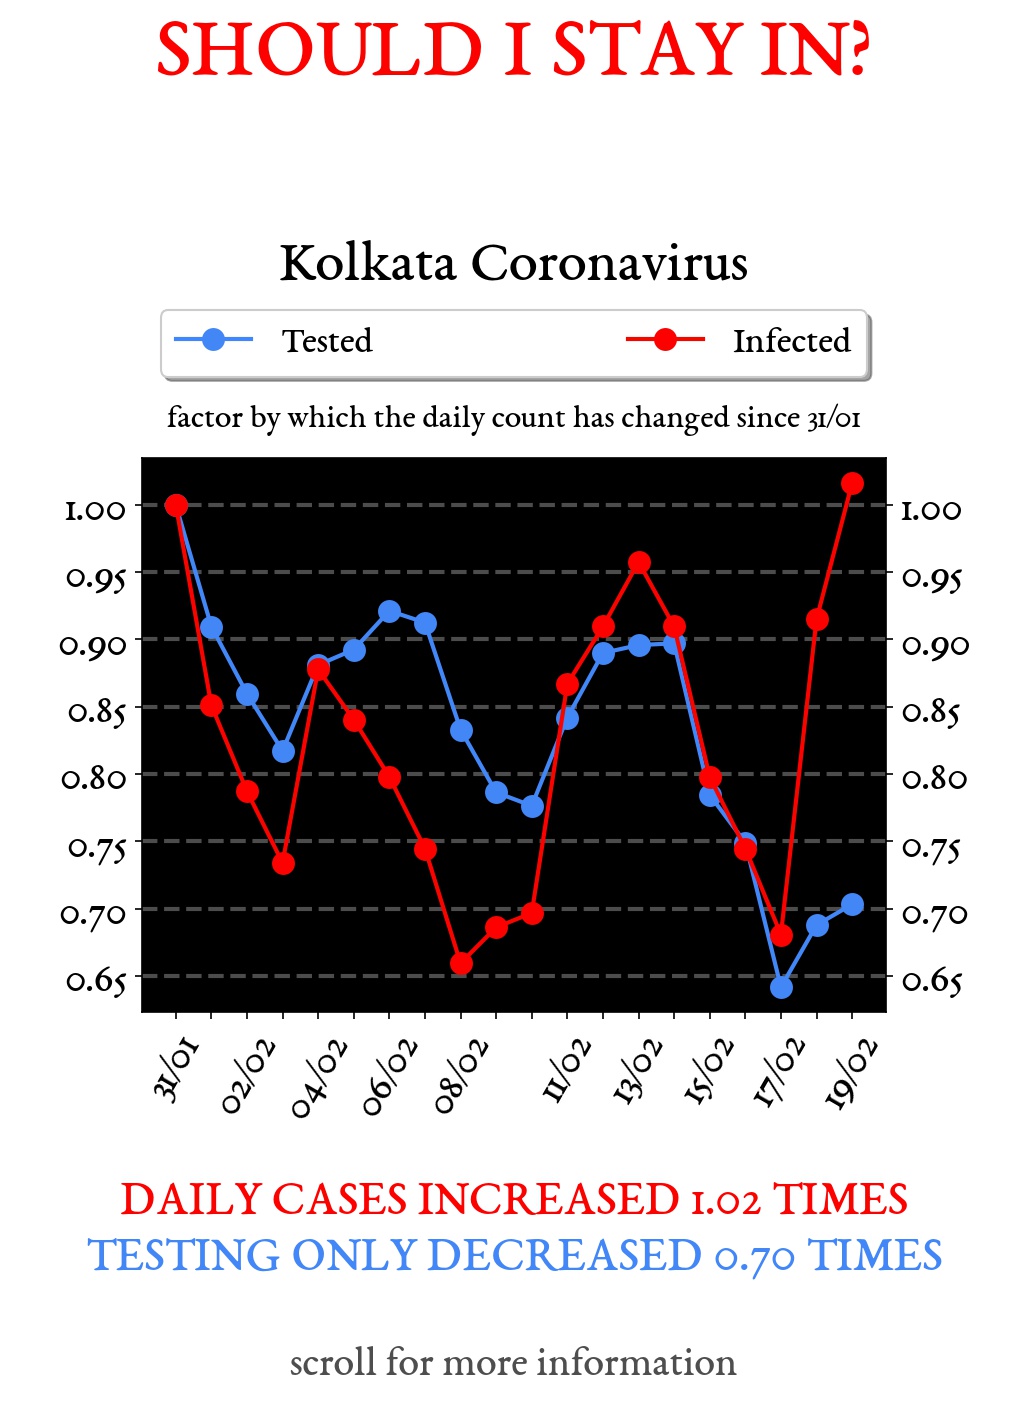 SHOULD I STAY IN?
Kolkata Coronavirus
Tested Infected
factor by which the daily count has changed since 31/01
1.00 1.00
0.95 0.95
0.90 0.90
0.85 0.85
0.80 0.80
0.75 0.75
0.70 0.70
0.65 0.65
31/01 02/02 04/02 06/02 08/02 11/02 13/02 15/02 17/02 19/02
DAILY CASES INCREASED 1.02 TIMES
TESTING ONLY DECREASED 0.70 TIMES
scroll for more information